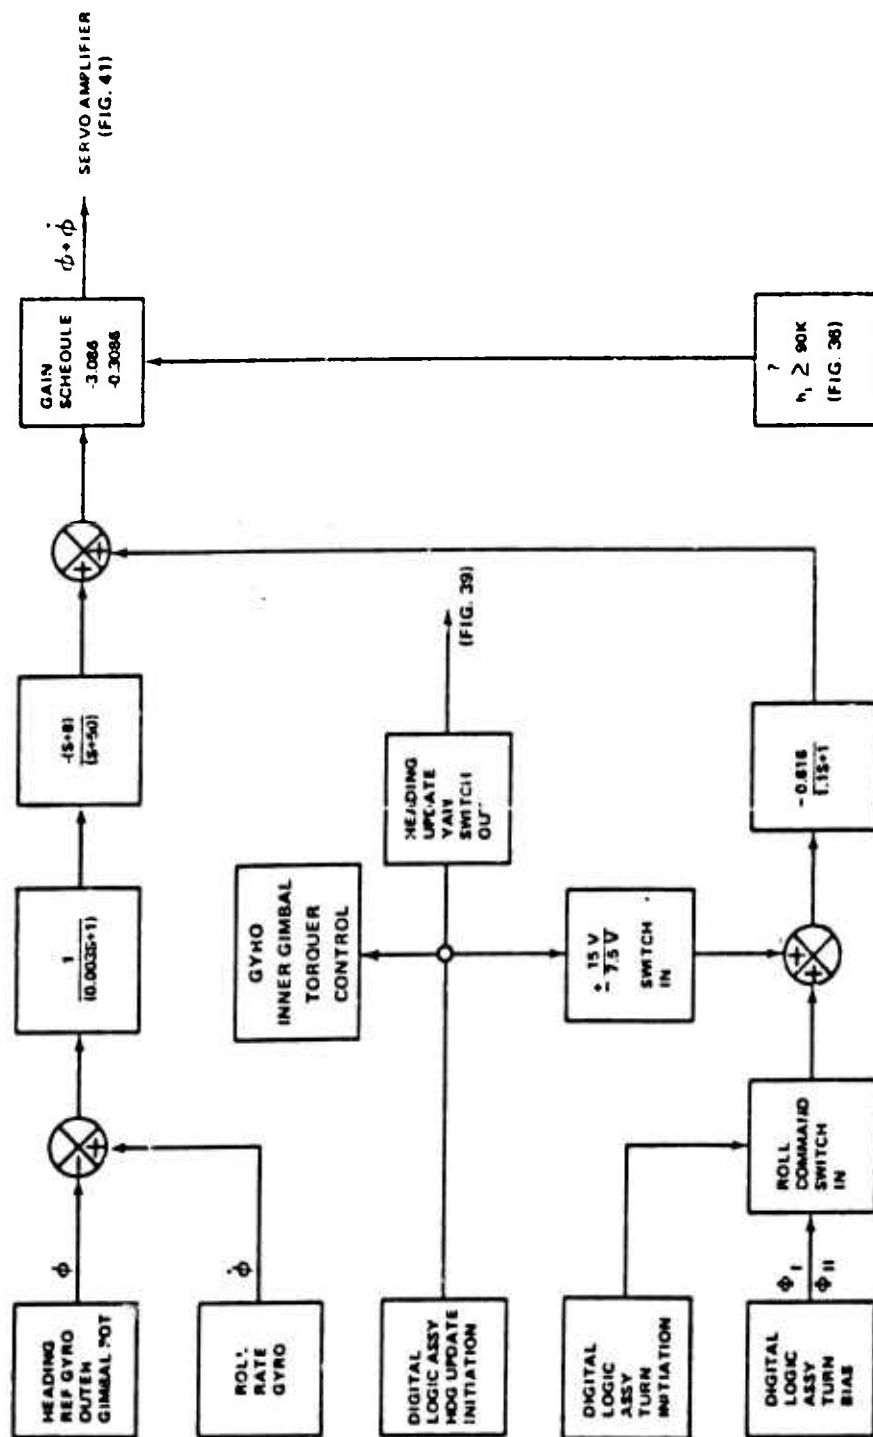 HEADING
REF GYRO
OUTER
GIMBAL POT
ϕ
ROLL
RATE
GYRO
ϕ̇
1
(0.003S+1)
-(S+8)
(S+50)
GAIN
SCHEDULE
-3.086
-0.3086
ϕ + ϕ̇
SERVO AMPLIFIER
(FIG. 41)
DIGITAL
LOGIC ASSY
HDG UPDATE
INITIATION
GYRO
INNER GIMBAL
TORQUER
CONTROL
HEADING
UPDATE
YAW
SWITCH
OUT
(FIG. 39)
± 15 V
7.5 V
SWITCH
IN
DIGITAL
LOGIC
ASSY
TURN
INITIATION
DIGITAL
LOGIC
ASSY
TURN
BIAS
Φ I
Φ II
ROLL
COMMAND
SWITCH
IN
-0.616
.1S+1
?
≥ 90K
(FIG. 36)